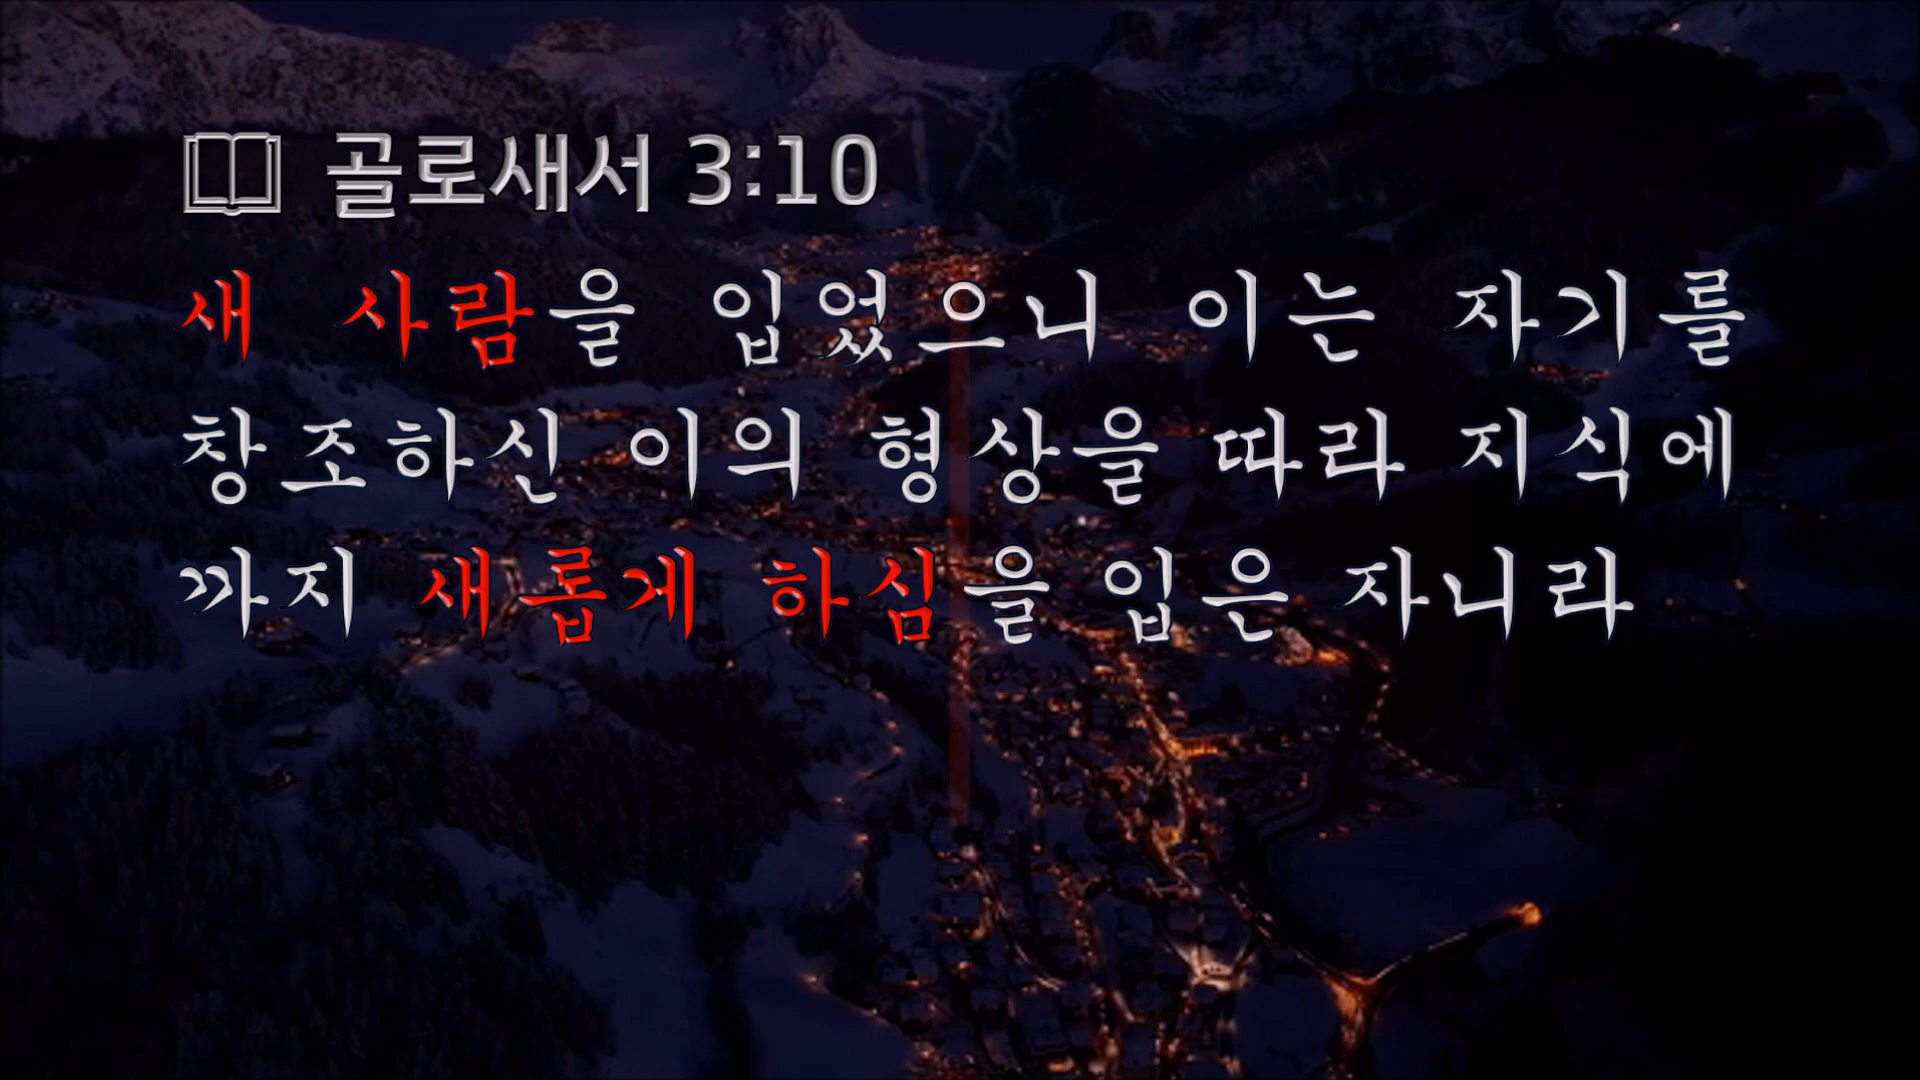 골로새서 3:10
새 사람을 입었으니 이는 자기를
창조하신 이의 형상을 따라 지식에
까지 새롭게 하심을 입은 자니라